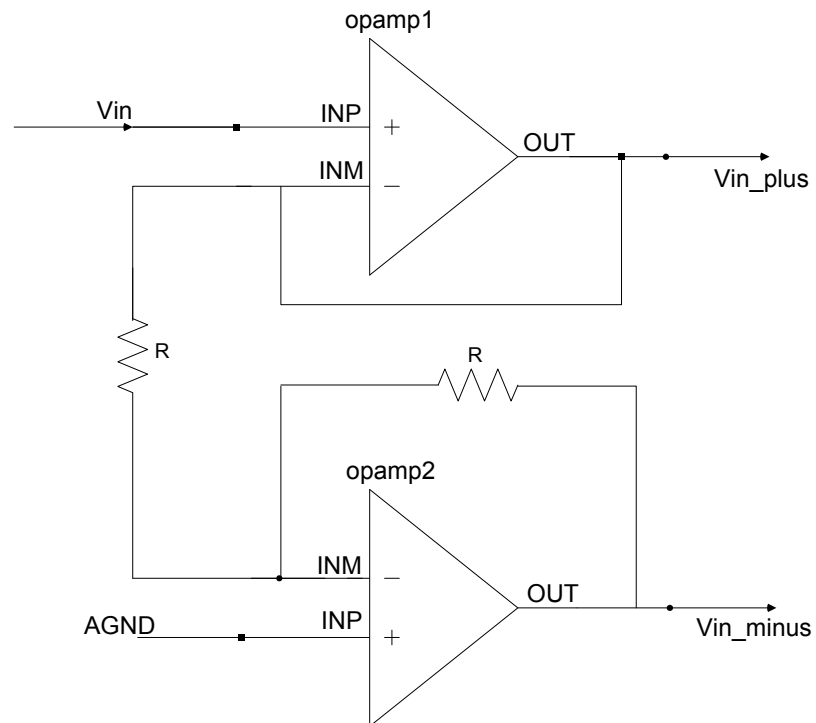 opamp1
Vin
INP
+
OUT
INM
−
Vin_plus
R
R
opamp2
INM
−
OUT
AGND
INP
+
Vin_minus